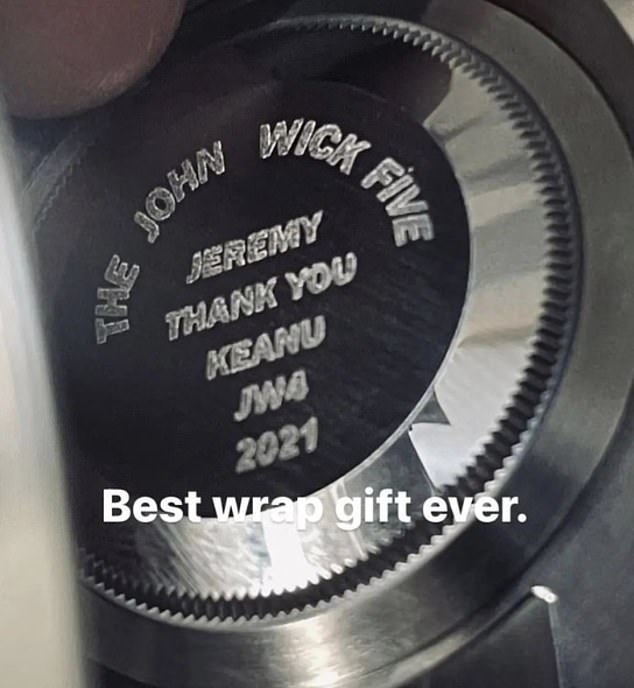 THE JOHN WICK FIVE
JEREMY
THANK YOU
KEANU
JW4
2021
Best wrap gift ever.